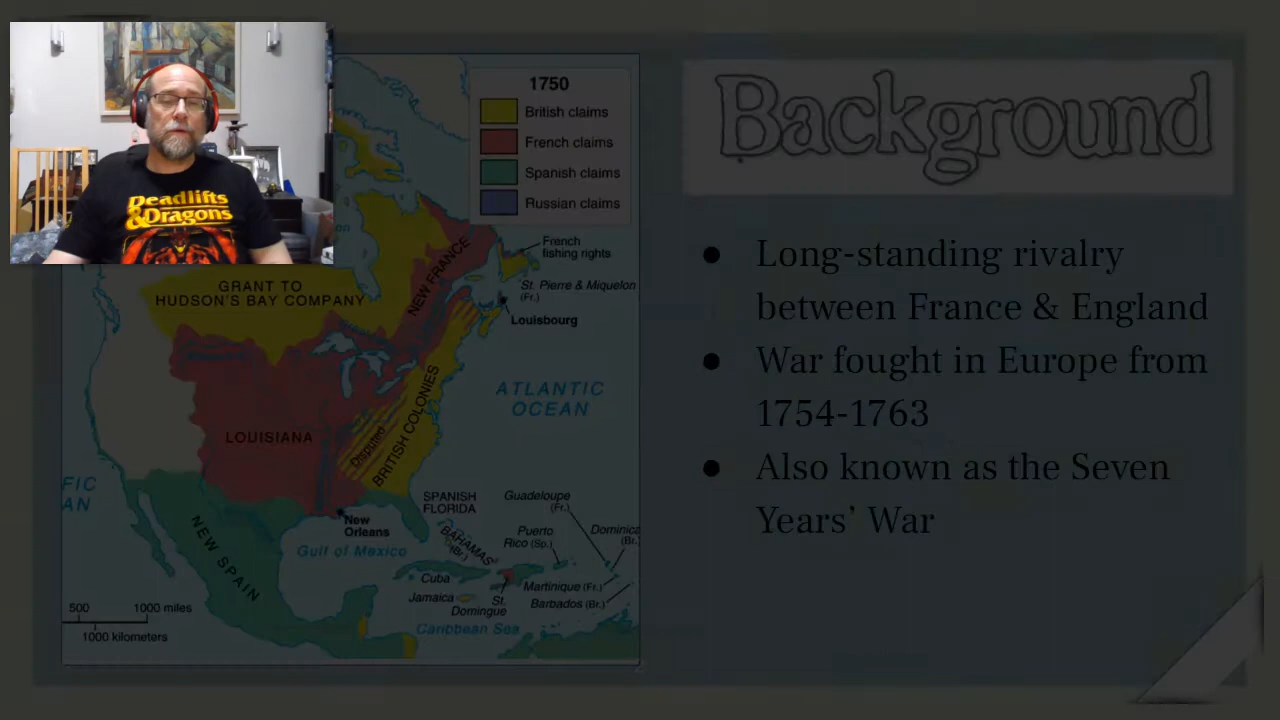 Deadlifts
& Dragons
1750
British claims
French claims
Spanish claims
Russian claims
French
fishing rights
St. Pierre & Miquelon
(Fr.)
Louisbourg
NEW FRANCE
GRANT TO
HUDSON'S BAY COMPANY
ATLANTIC
OCEAN
LOUISIANA
Disputed
BRITISH COLONIES
FIC
AN
NEW SPAIN
SPANISH
FLORIDA
New
Orleans
Gulf of Mexico
BAHAMAS
(Br.)
Guadeloupe
(Fr.)
Puerto
Rico (Sp.)
Dominica
(Br.
Cuba
Jamaica
St.
Domingue
Martinique (Fr.)
Barbados (Br.)
Caribbean Sea
500 1000 miles
1000 kilometers
Background
● Long-standing rivalry
between France & England
● War fought in Europe from
1754-1763
● Also known as the Seven
Years' War